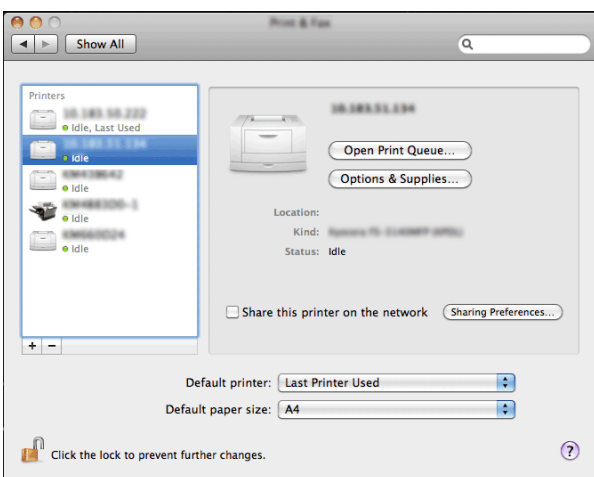 Show All
Printers
Idle, Last Used
Idle
Idle
Idle
Idle
Open Print Queue...
Options & Supplies...
Location:
Kind:
Status: Idle
Share this printer on the network
Sharing Preferences...
+ −
Default printer: Last Printer Used
Default paper size: A4
Click the lock to prevent further changes.
?